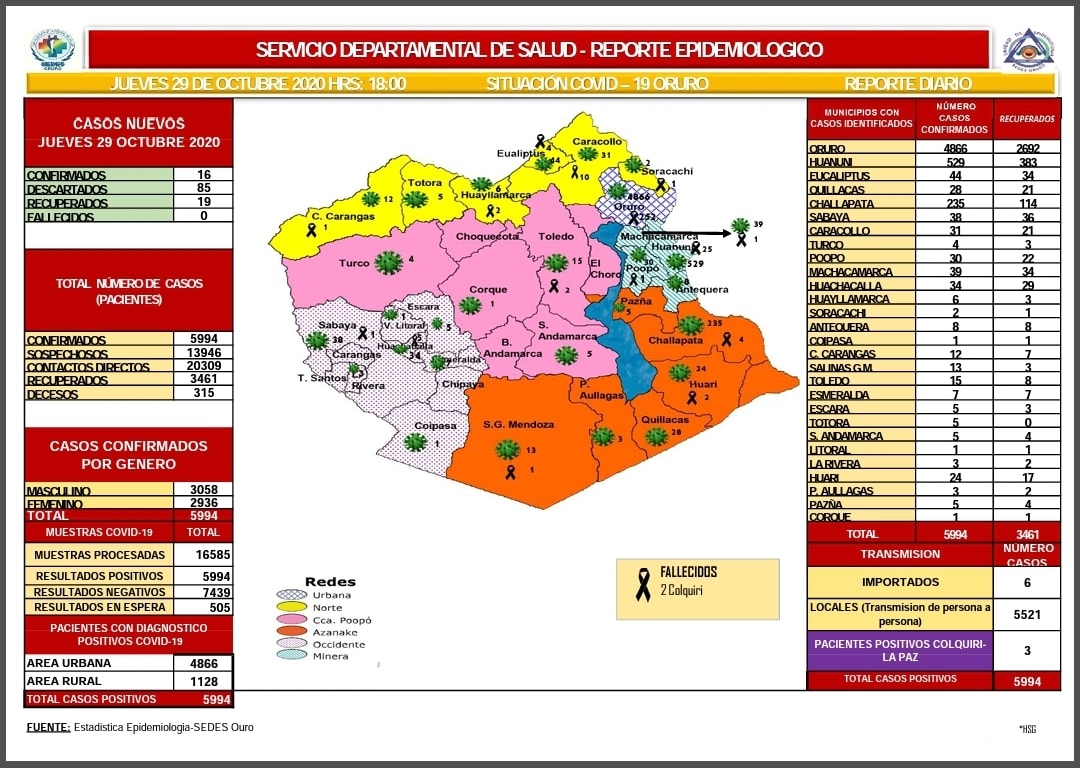 SERVICIO DEPARTAMENTAL DE SALUD - REPORTE EPIDEMIOLOGICO
JUEVES 29 DE OCTUBRE 2020 HRS: 18:00 SITUACIÓN COVID – 19 ORURO REPORTE DIARIO
CASOS NUEVOS
JUEVES 29 OCTUBRE 2020
CONFIRMADOS 16
DESCARTADOS 85
RECUPERADOS 19
FALLECIDOS 0
TOTAL NÚMERO DE CASOS
(PACIENTES)
CONFIRMADOS 5994
SOSPECHOSOS 13946
CONTACTOS DIRECTOS 20309
RECUPERADOS 3461
DECESOS 315
CASOS CONFIRMADOS
POR GENERO
MASCULINO 3058
FEMENINO 2936
TOTAL 5994
MUESTRAS COVID-19 TOTAL
MUESTRAS PROCESADAS 16585
RESULTADOS POSITIVOS 5994
RESULTADOS NEGATIVOS 7439
RESULTADOS EN ESPERA 505
PACIENTES CON DIAGNOSTICO
POSITIVOS COVID-19
AREA URBANA 4866
AREA RURAL 1128
TOTAL CASOS POSITIVOS 5994
Caracollo
31
10
Eualiptus
4
44
2
Soracachi
1
Totora
5
6
Huayllamarca
2
12
C. Carangas
1
4866
Oruro
252
39
1
Machacamarca
Huanuni
25
30
529
Poopó
1
8
Antequera
Choquecota
Toledo
15
2
Turco
4
El
Choro
Corque
1
Pazña
5
S.
Andamarca
5
B.
Andamarca
Escara
1
V. Litoral
5
Sabaya
1
38
Huachacalla
34
Carangas
Esmeralda
T. Santos
3
Rivera
Chipaya
Coipasa
1
235
Challapata
4
24
Huari
2
P.
Aullagas
3
Quillacas
28
S.G. Mendoza
13
1
Redes
Urbana
Norte
Cca. Poopó
Azanake
Occidente
Minera
FALLECIDOS
2 Colquiri
MUNICIPIOS CON
CASOS IDENTIFICADOS
NÚMERO
CASOS
CONFIRMADOS
RECUPERADOS
ORURO 4866 2692
HUANUNI 529 383
EUCALIPTUS 44 34
QUILLACAS 28 21
CHALLAPATA 235 114
SABAYA 38 36
CARACOLLO 31 21
TURCO 4 3
POOPO 30 22
MACHACAMARCA 39 34
HUACHACALLA 34 29
HUAYLLAMARCA 6 3
SORACACHI 2 1
ANTEQUERA 8 8
COIPASA 1 1
C. CARANGAS 12 7
SALINAS G.M. 13 3
TOLEDO 15 8
ESMERALDA 7 7
ESCARA 5 3
TOTORA 5 0
S. ANDAMARCA 5 4
LITORAL 1 1
LA RIVERA 3 2
HUARI 24 17
P. AULLAGAS 3 2
PAZÑA 5 4
CORQUE 1 1
TOTAL 5994 3461
TRANSMISION NÚMERO
CASOS
IMPORTADOS 6
LOCALES (Transmision de persona a
persona) 5521
PACIENTES POSITIVOS COLQUIRI-
LA PAZ 3
TOTAL CASOS POSITIVOS 5994
FUENTE: Estadistica Epidemiologia-SEDES Ouro
*HSG